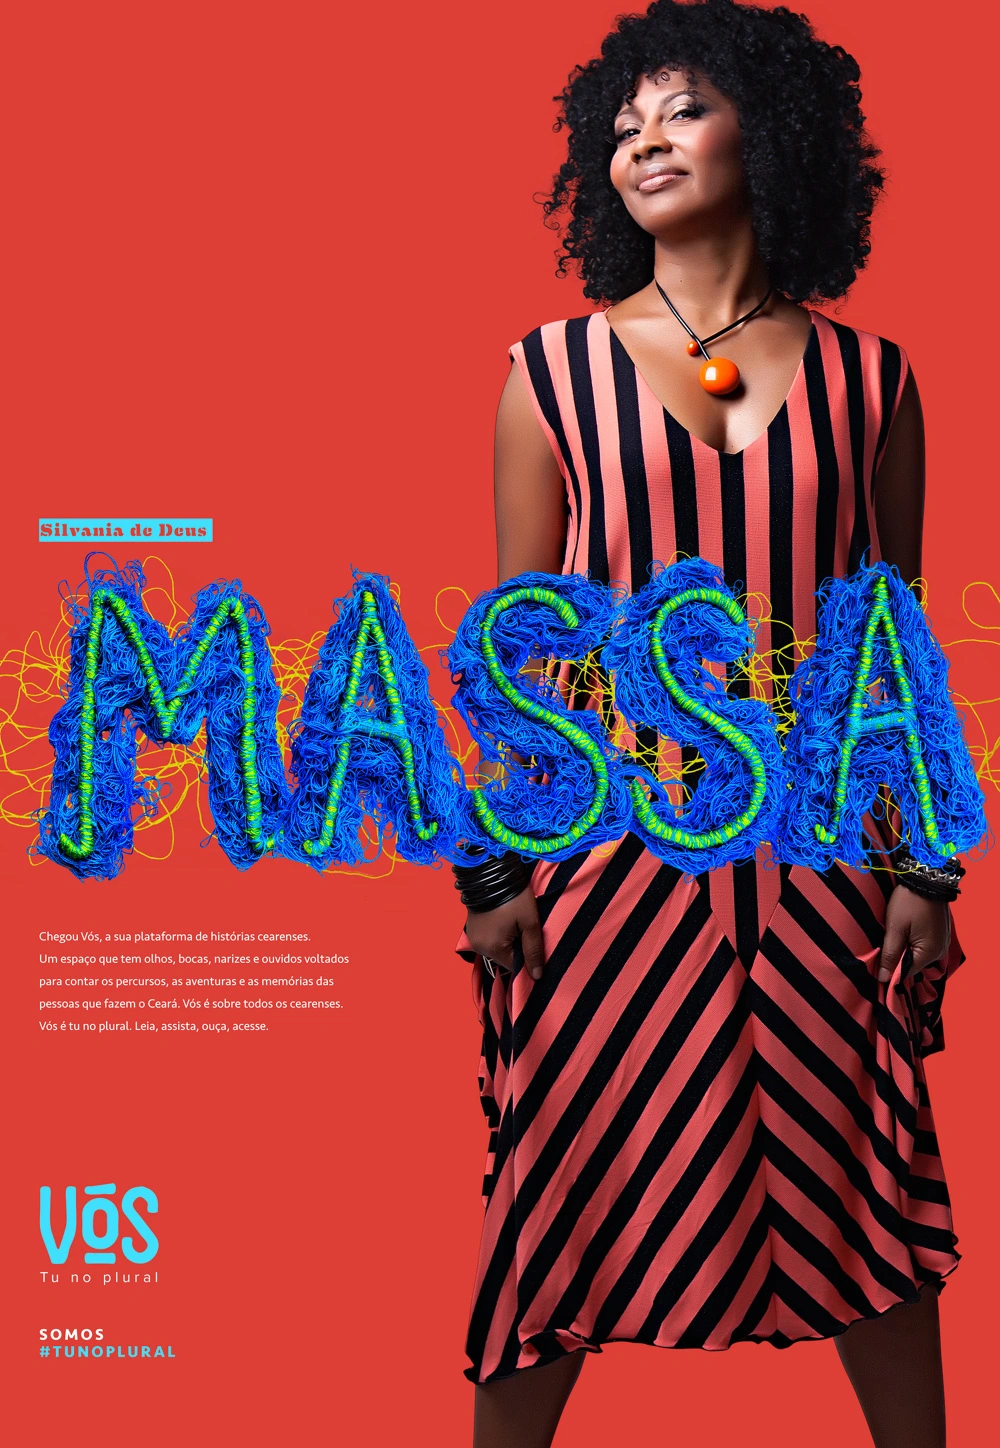 Silvania de Deus
MASSA
Chegou Vós, a sua plataforma de histórias cearenses.
Um espaço que tem olhos, bocas, narizes e ouvidos voltados
para contar os percursos, as aventuras e as memórias das
pessoas que fazem o Ceará. Vós é sobre todos os cearenses.
Vós é tu no plural. Leia, assista, ouça, acesse.
VóS
Tu no plural
SOMOS
#TUNOPLURAL